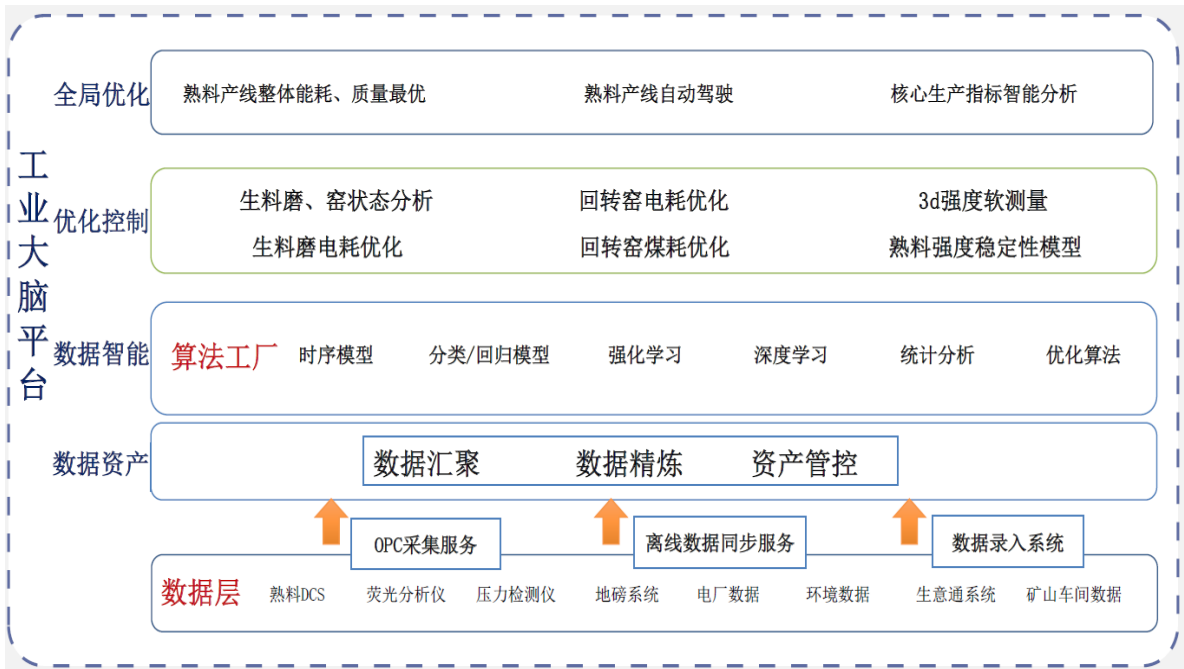 工业大脑平台
全局优化
熟料产线整体能耗、质量最优 熟料产线自动驾驶 核心生产指标智能分析
优化控制
生料磨、窑状态分析 回转窑电耗优化 3d强度软测量
生料磨电耗优化 回转窑煤耗优化 熟料强度稳定性模型
数据智能
算法工厂 时序模型 分类/回归模型 强化学习 深度学习 统计分析 优化算法
数据资产
数据汇聚 数据精炼 资产管控
OPC采集服务 离线数据同步服务 数据录入系统
数据层 熟料DCS 荧光分析仪 压力检测仪 地磅系统 电厂数据 环境数据 生意通系统 矿山车间数据